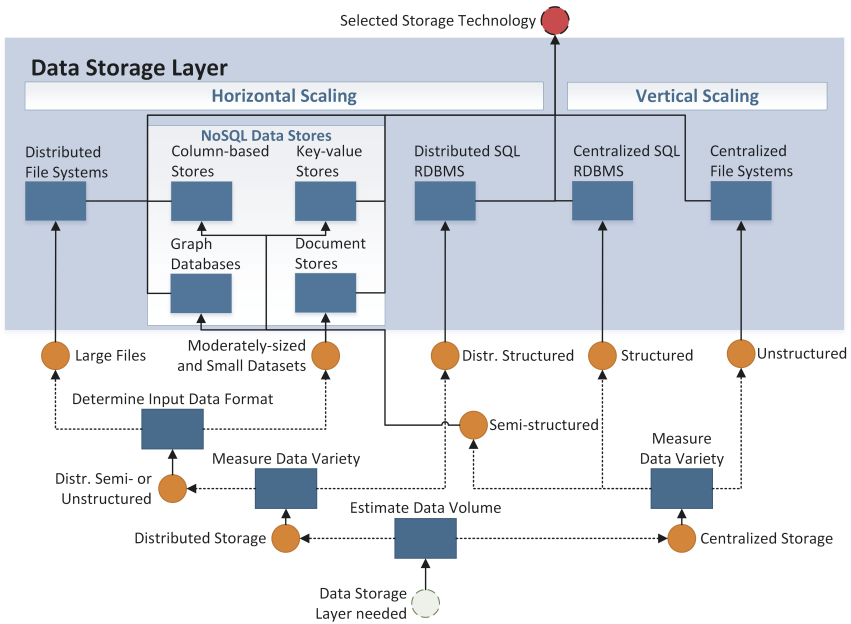 Selected Storage Technology
Data Storage Layer
Horizontal Scaling
Vertical Scaling
NoSQL Data Stores
Distributed
File Systems
Column-based
Stores
Key-value
Stores
Distributed SQL
RDBMS
Centralized SQL
RDBMS
Centralized
File Systems
Graph
Databases
Document
Stores
Large Files
Moderately-sized
and Small Datasets
Distr. Structured
Structured
Unstructured
Determine Input Data Format
Semi-structured
Measure
Data Variety
Measure Data Variety
Distr. Semi- or
Unstructured
Estimate Data Volume
Distributed Storage
Centralized Storage
Data Storage
Layer needed